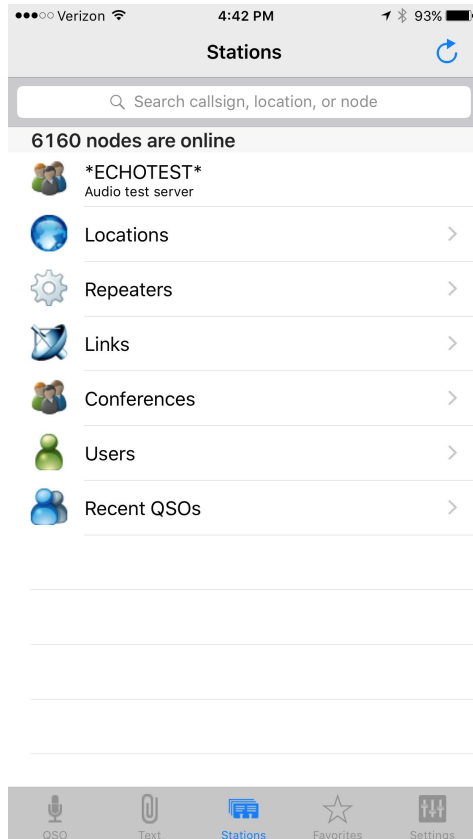 Verizon 4:42 PM 93%
Stations
Search callsign, location, or node
6160 nodes are online
*ECHOTEST*
Audio test server
Locations
Repeaters
Links
Conferences
Users
Recent QSOs
QSO Text Stations Favorites Settings